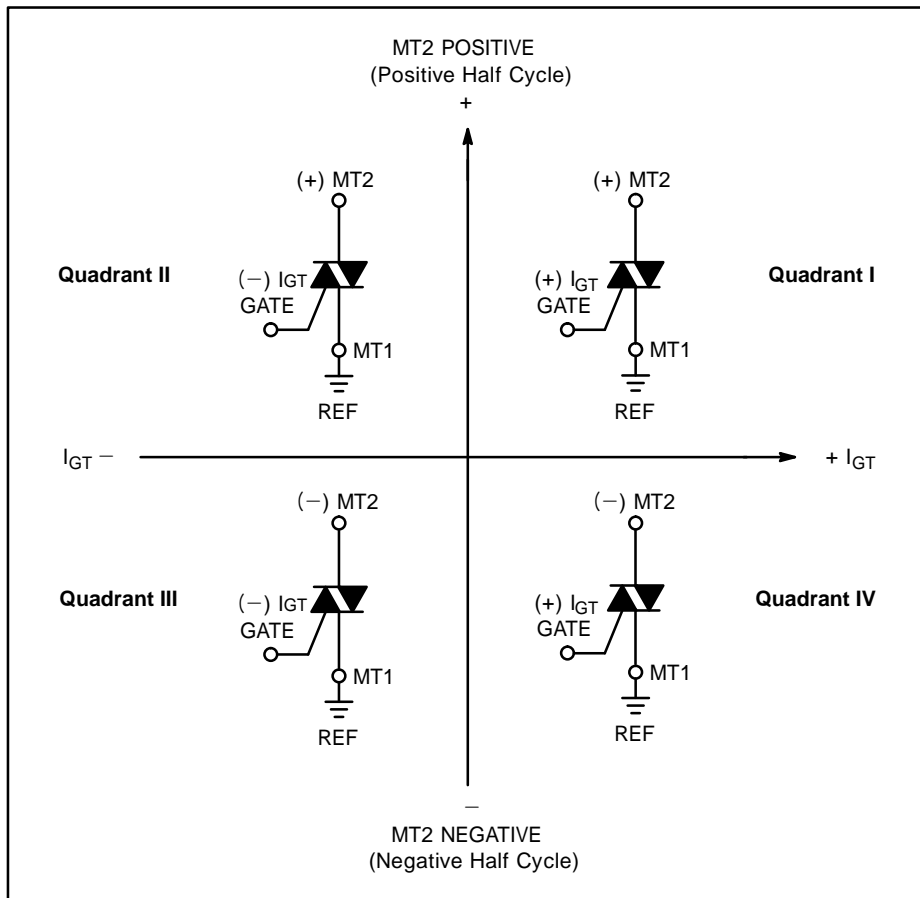 MT2 POSITIVE
(Positive Half Cycle)
+
(+) MT2
(+) MT2
Quadrant II
(−) IGT
GATE
(+) IGT
GATE
Quadrant I
MT1
MT1
REF
REF
IGT −
+ IGT
(−) MT2
(−) MT2
Quadrant III
(−) IGT
GATE
(+) IGT
GATE
Quadrant IV
MT1
MT1
REF
REF
−
MT2 NEGATIVE
(Negative Half Cycle)